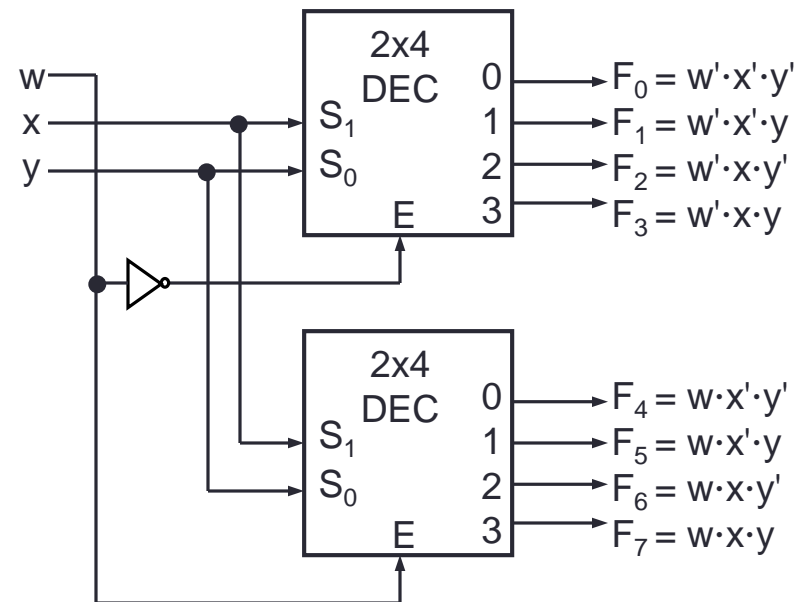 w
x
y
2x4
DEC
S₁
S₀
E
0
1
2
3
F₀ = w'·x'·y'
F₁ = w'·x'·y
F₂ = w'·x·y'
F₃ = w'·x·y
2x4
DEC
S₁
S₀
E
0
1
2
3
F₄ = w·x'·y'
F₅ = w·x'·y
F₆ = w·x·y'
F₇ = w·x·y